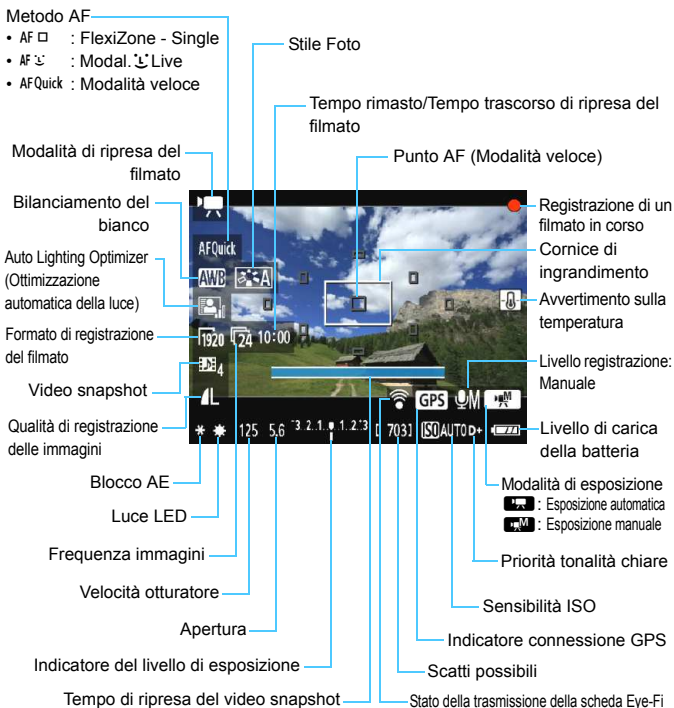 Metodo AF
• AF □ : FlexiZone - Single
• AF : Modal. Live
• AFQuick : Modalità veloce
Stile Foto
Tempo rimasto/Tempo trascorso di ripresa del
filmato
Modalità di ripresa del
filmato
Punto AF (Modalità veloce)
Bilanciamento del
bianco
Registrazione di un
filmato in corso
Auto Lighting Optimizer
(Ottimizzazione
automatica della luce)
Cornice di
ingrandimento
Avvertimento sulla
temperatura
Formato di registrazione
del filmato
Livello registrazione:
Manuale
Video snapshot
Qualità di registrazione
delle immagini
Livello di carica
della batteria
AFQuick
AWB A
1920 24 10:00
4
L
GPS M M
125 5.6 -3..2..1..0..1..2.+3 [ 7031 ISO AUTO D+
Blocco AE
Modalità di esposizione
: Esposizione automatica
M : Esposizione manuale
Luce LED
Frequenza immagini
Priorità tonalità chiare
Velocità otturatore
Sensibilità ISO
Apertura
Indicatore connessione GPS
Indicatore del livello di esposizione
Scatti possibili
Tempo di ripresa del video snapshot
Stato della trasmissione della scheda Eye-Fi